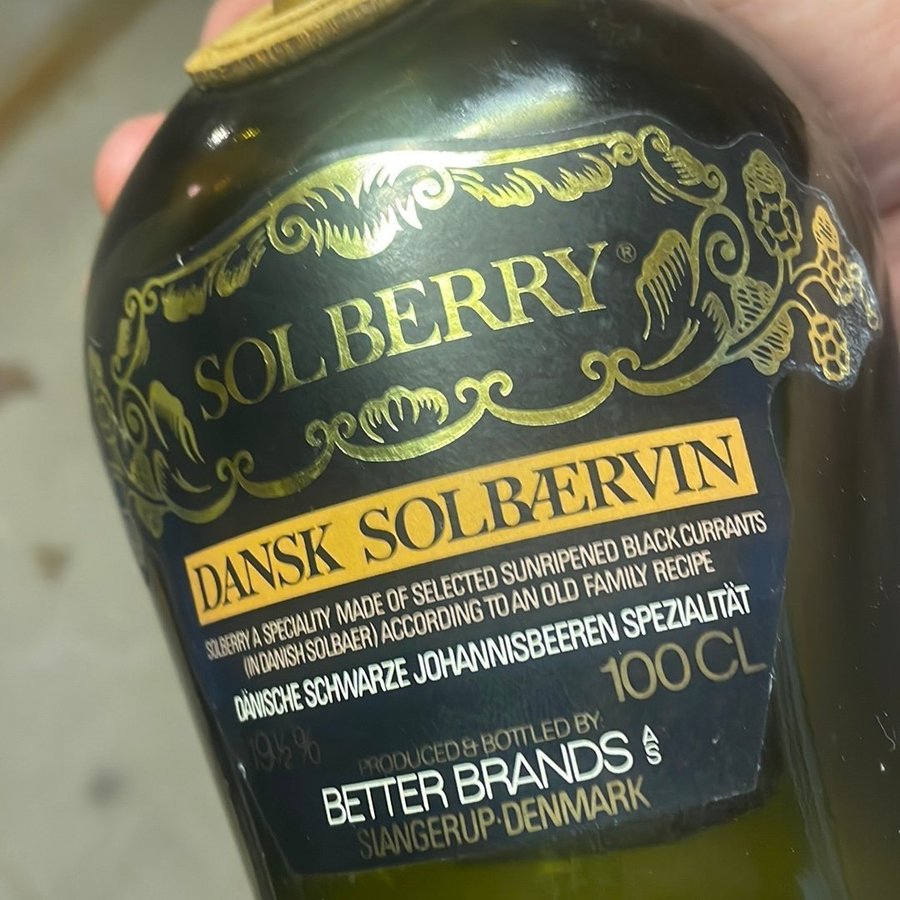 SOLBERRY®
DANSK SOLBÆRVIN
SOLBERRY A SPECIALITY MADE OF SELECTED SUNRIPENED BLACK CURRANTS
(IN DANISH SOLBAER) ACCORDING TO AN OLD FAMILY RECIPE
DÄNISCHE SCHWARZE JOHANNISBEEREN SPEZIALITÄT
100 CL
19½%
PRODUCED & BOTTLED BY:
BETTER BRANDS A/S
SLANGERUP·DENMARK